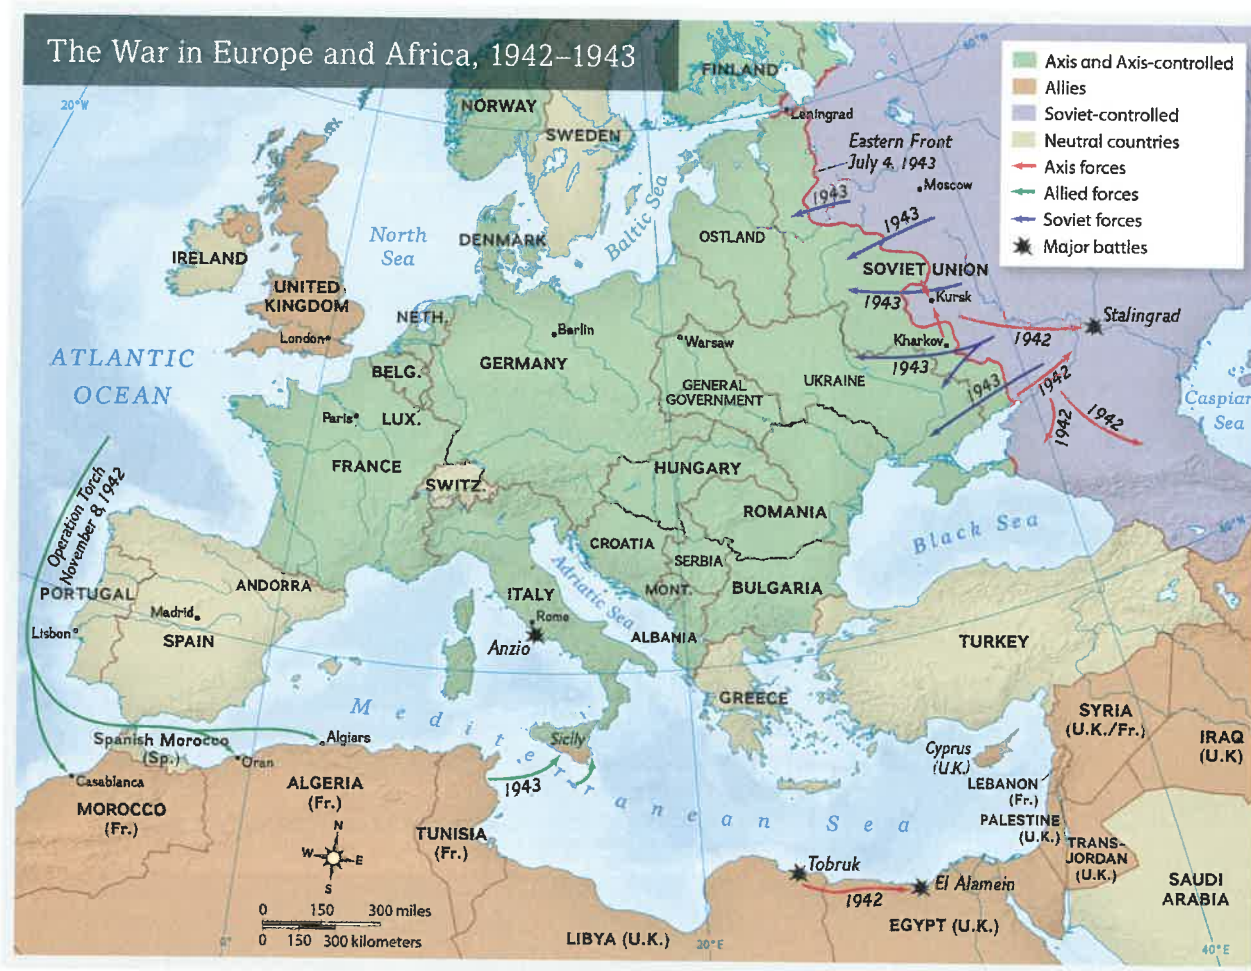 The War in Europe and Africa, 1942–1943
Axis and Axis-controlled
Allies
Soviet-controlled
Neutral countries
Axis forces
Allied forces
Soviet forces
Major battles
20°W
60°N
FINLAND
NORWAY
SWEDEN
Leningrad
Eastern Front
July 4, 1943
Moscow
1943
1943
North
Sea
DENMARK
Baltic Sea
OSTLAND
IRELAND
UNITED
KINGDOM
London
SOVIET UNION
1943
Kursk
Stalingrad
1942
NETH.
Berlin
Warsaw
Kharkov
1943
ATLANTIC
OCEAN
GERMANY
BELG.
GENERAL
GOVERNMENT
UKRAINE
1943
1942
1942
1942
Caspian
Sea
Paris
LUX.
FRANCE
SWITZ.
HUNGARY
ROMANIA
Operation Torch
November 8, 1942
Black Sea
40°N
CROATIA
SERBIA
MONT.
BULGARIA
Adriatic Sea
ANDORRA
ITALY
Rome
Anzio
ALBANIA
PORTUGAL
Madrid
Lisbon
SPAIN
TURKEY
GREECE
Mediterranean Sea
Sicily
Spanish Morocco
(Sp.)
Algiers
Oran
Casablanca
MOROCCO
(Fr.)
ALGERIA
(Fr.)
1943
TUNISIA
(Fr.)
Cyprus
(U.K.)
SYRIA
(U.K./Fr.)
IRAQ
(U.K)
LEBANON
(Fr.)
PALESTINE
(U.K.)
TRANS-
JORDAN
(U.K.)
SAUDI
ARABIA
N
W
E
S
0 150 300 miles
0 150 300 kilometers
Tobruk
El Alamein
1942
EGYPT (U.K.)
LIBYA (U.K.)
0°
20°E
40°E